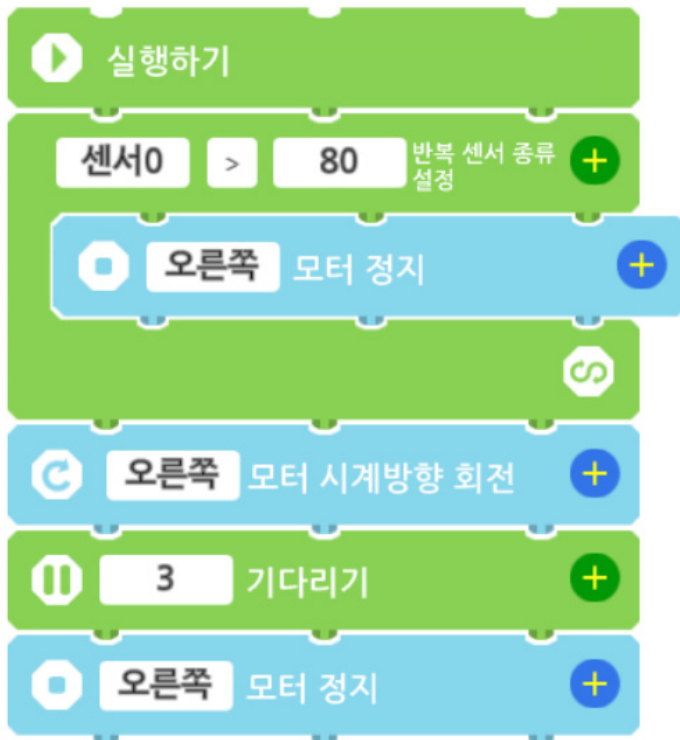 실행하기
센서0 > 80 반복 센서 종류
설정
오른쪽 모터 정지
오른쪽 모터 시계방향 회전
3 기다리기
오른쪽 모터 정지